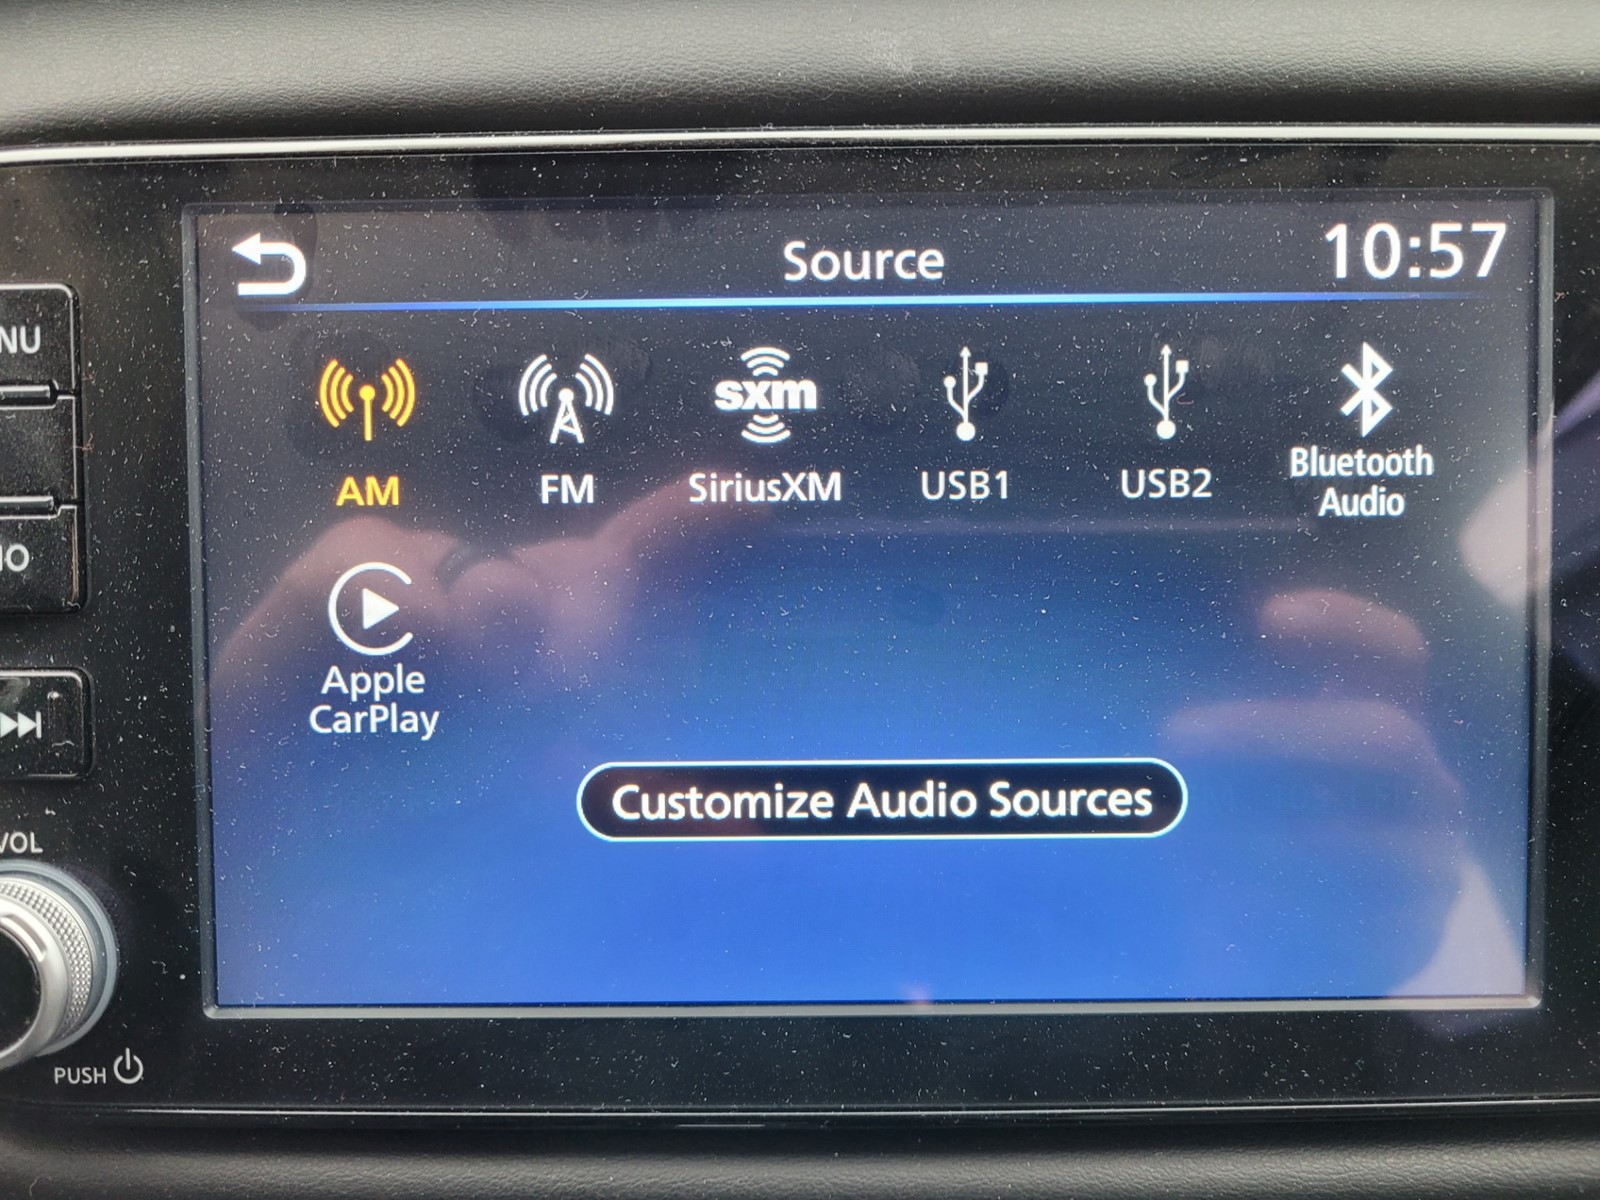 Source
10:57
NU
sxm
AM
FM
SiriusXM
USB1
USB2
Bluetooth
Audio
IO
Apple
CarPlay
Customize Audio Sources
VOL
PUSH